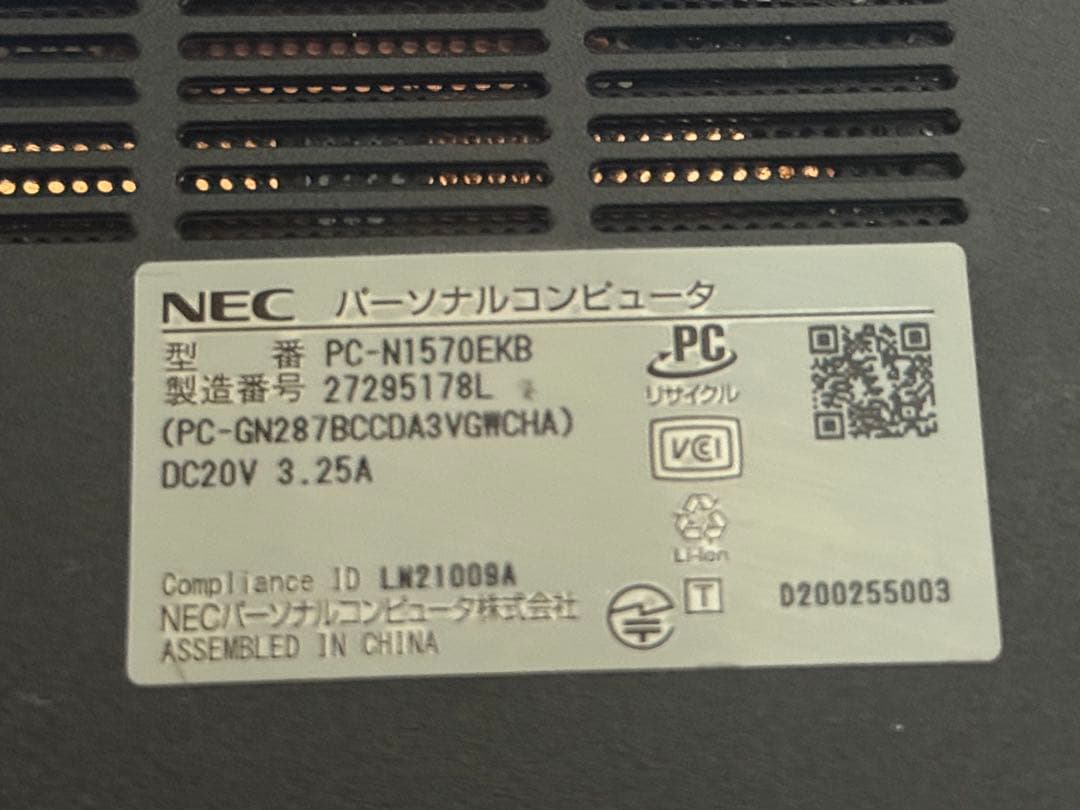 NEC パーソナルコンピュータ
型 番 PC-N1570EKB
製造番号 27295178L
(PC-GN287BCCDA3VGWCHA)
DC20V 3.25A
PC
リサイクル
VCI
Li-ion
Compliance ID LN21009A
NECパーソナルコンピュータ株式会社
ASSEMBLED IN CHINA
T
D200255003